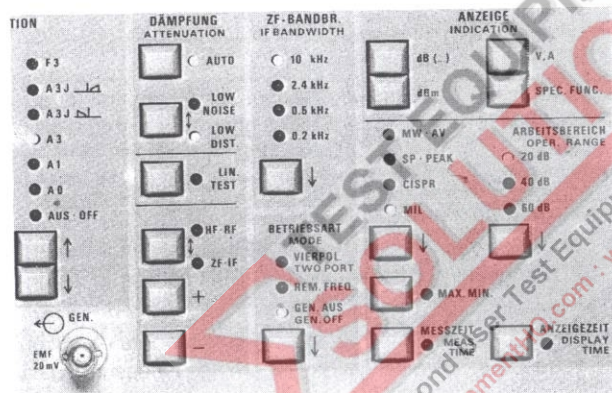 TION
F3
A3J
A3J
A3
A1
A0
AUS · OFF
↑
↓
GEN.
EMF
20 mV
DÄMPFUNG
ATTENUATION
AUTO
LOW
NOISE
LOW
DIST.
LIN.
TEST
HF · RF
ZF · IF
+
−
ZF - BANDBR.
IF BANDWIDTH
10 kHz
2.4 kHz
0.5 kHz
0.2 kHz
↓
BETRIEBSART
MODE
VIERPOL
TWO PORT
REM. FREQ.
GEN. AUS
GEN. OFF
↓
ANZEIGE
INDICATION
dB (..)
dBm
V, A
SPEC. FUNC.
MW · AV
SP · PEAK
CISPR
MIL
↓
ARBEITSBEREICH
OPER. RANGE
20 dB
40 dB
60 dB
↓
MAX. MIN.
MESSZEIT
MEAS.
TIME
ANZEIGEZEIT
DISPLAY
TIME
TEST EQUIPMENT
SOLUTIONS